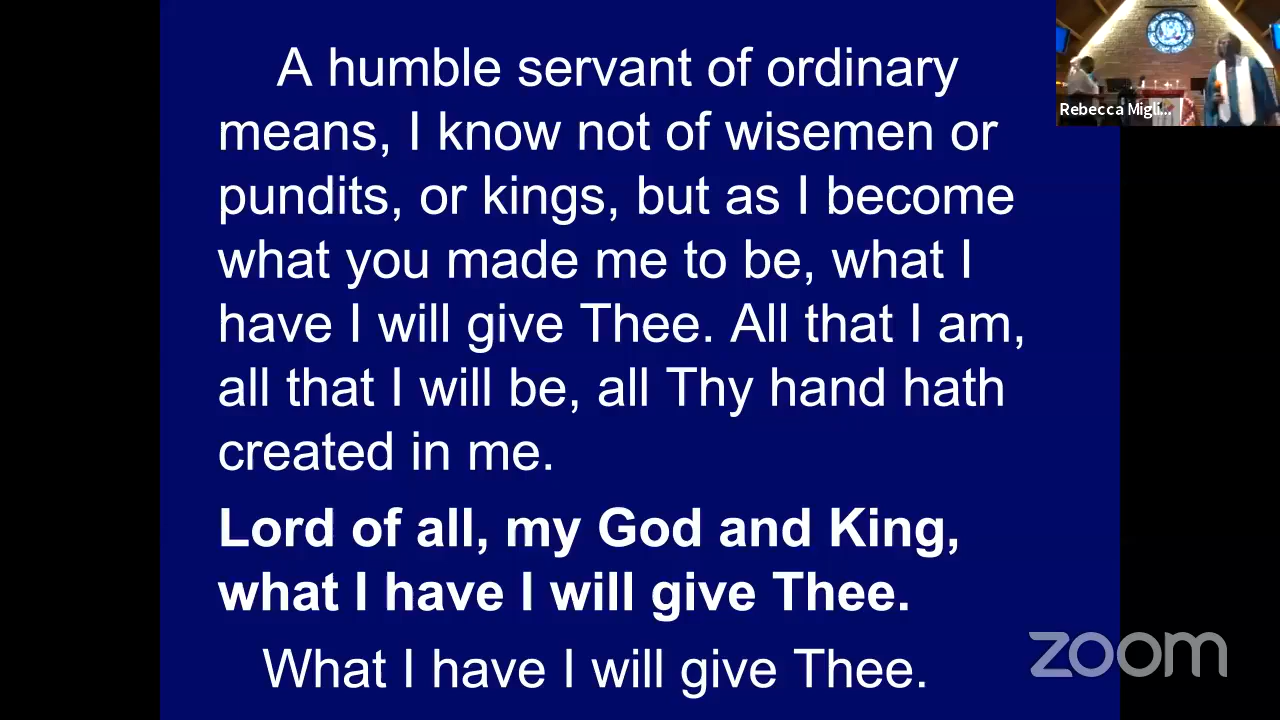 A humble servant of ordinary
means, I know not of wisemen or
pundits, or kings, but as I become
what you made me to be, what I
have I will give Thee. All that I am,
all that I will be, all Thy hand hath
created in me.
Lord of all, my God and King,
what I have I will give Thee.
What I have I will give Thee.
Rebecca Migli...
zoom